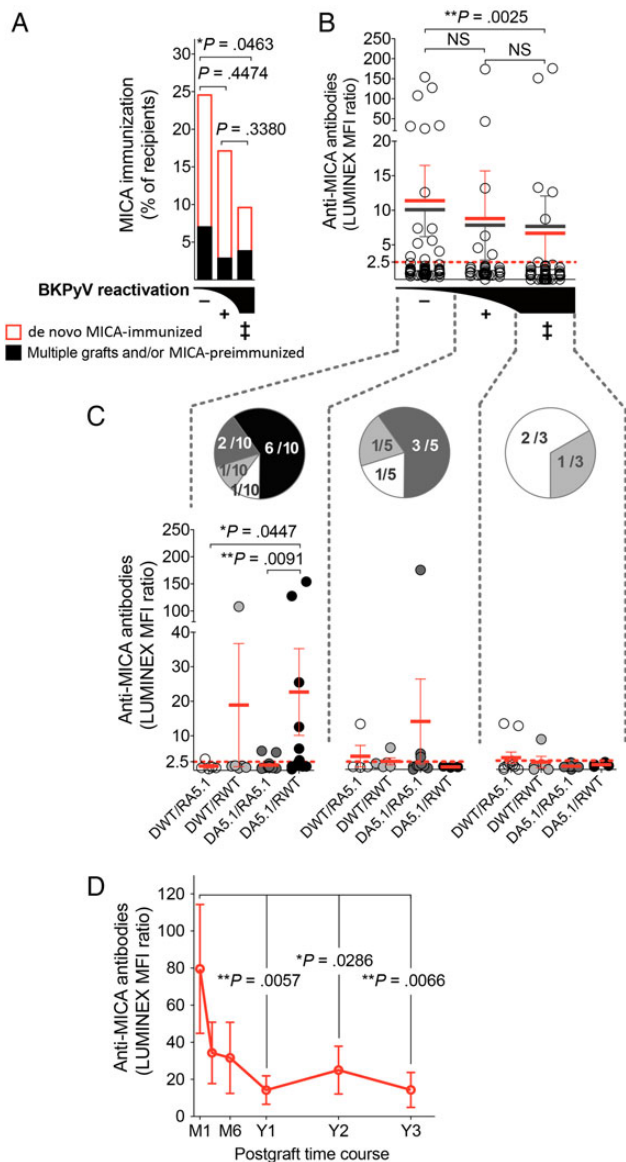 A
*P = .0463
P = .4474
P = .3380
MICA immunization
(% of recipients)
30
25
20
15
10
5
BKPyV reactivation
−
+
‡
de novo MICA-immunized
Multiple grafts and/or MICA-preimmunized
B
**P = .0025
NS
NS
Anti-MICA antibodies
(LUMINEX MFI ratio)
250
200
150
100
50
20
15
10
5
2.5
−
+
‡
C
2 /10
6 /10
1/10
1/10
1/5
3/5
1/5
2 /3
1 /3
*P = .0447
**P = .0091
Anti-MICA antibodies
(LUMINEX MFI ratio)
250
200
150
100
50
40
20
10
2.5
DWT/RA5.1
DWT/RWT
DA5.1/RA5.1
DA5.1/RWT
DWT/RA5.1
DWT/RWT
DA5.1/RA5.1
DA5.1/RWT
DWT/RA5.1
DWT/RWT
DA5.1/RA5.1
DA5.1/RWT
D
Anti-MICA antibodies
(LUMINEX MFI ratio)
120
100
80
60
40
20
0
**P = .0057
*P = .0286
**P = .0066
M1
M6
Y1
Y2
Y3
Postgraft time course